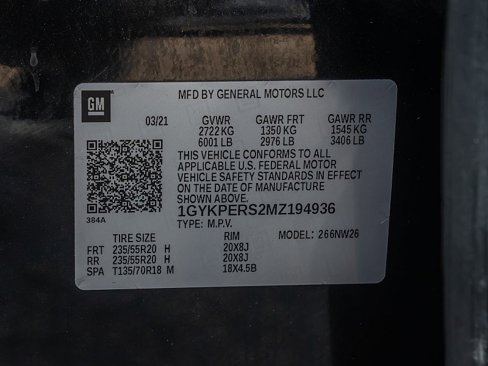 MFD BY GENERAL MOTORS LLC
GM
03/21 GVWR GAWR FRT GAWR RR
2722 KG 1350 KG 1545 KG
6001 LB 2976 LB 3406 LB
THIS VEHICLE CONFORMS TO ALL
APPLICABLE U.S. FEDERAL MOTOR
VEHICLE SAFETY STANDARDS IN EFFECT
ON THE DATE OF MANUFACTURE
SHOWN ABOVE.
384A
1GYKPERS2MZ194936
TYPE: M.P.V.
TIRE SIZE RIM MODEL: 266NW26
FRT 235/55R20 H 20X8J
RR 235/55R20 H 20X8J
SPA T135/70R18 M 18X4.5B